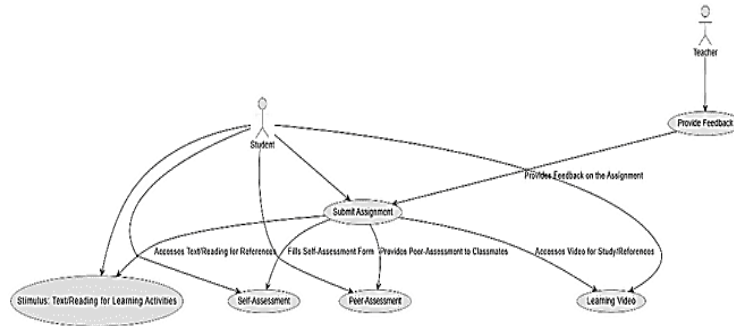 Teacher
Provide Feedback
Student
Provides Feedback on the Assignment
Submit Assignment
Accesses Text/Reading for References
Fills Self-Assessment Form
Provides Peer-Assessment to Classmates
Accesses Video for Study/References
Stimulus: Text/Reading for Learning Activities
Self-Assessment
Peer-Assessment
Learning Video